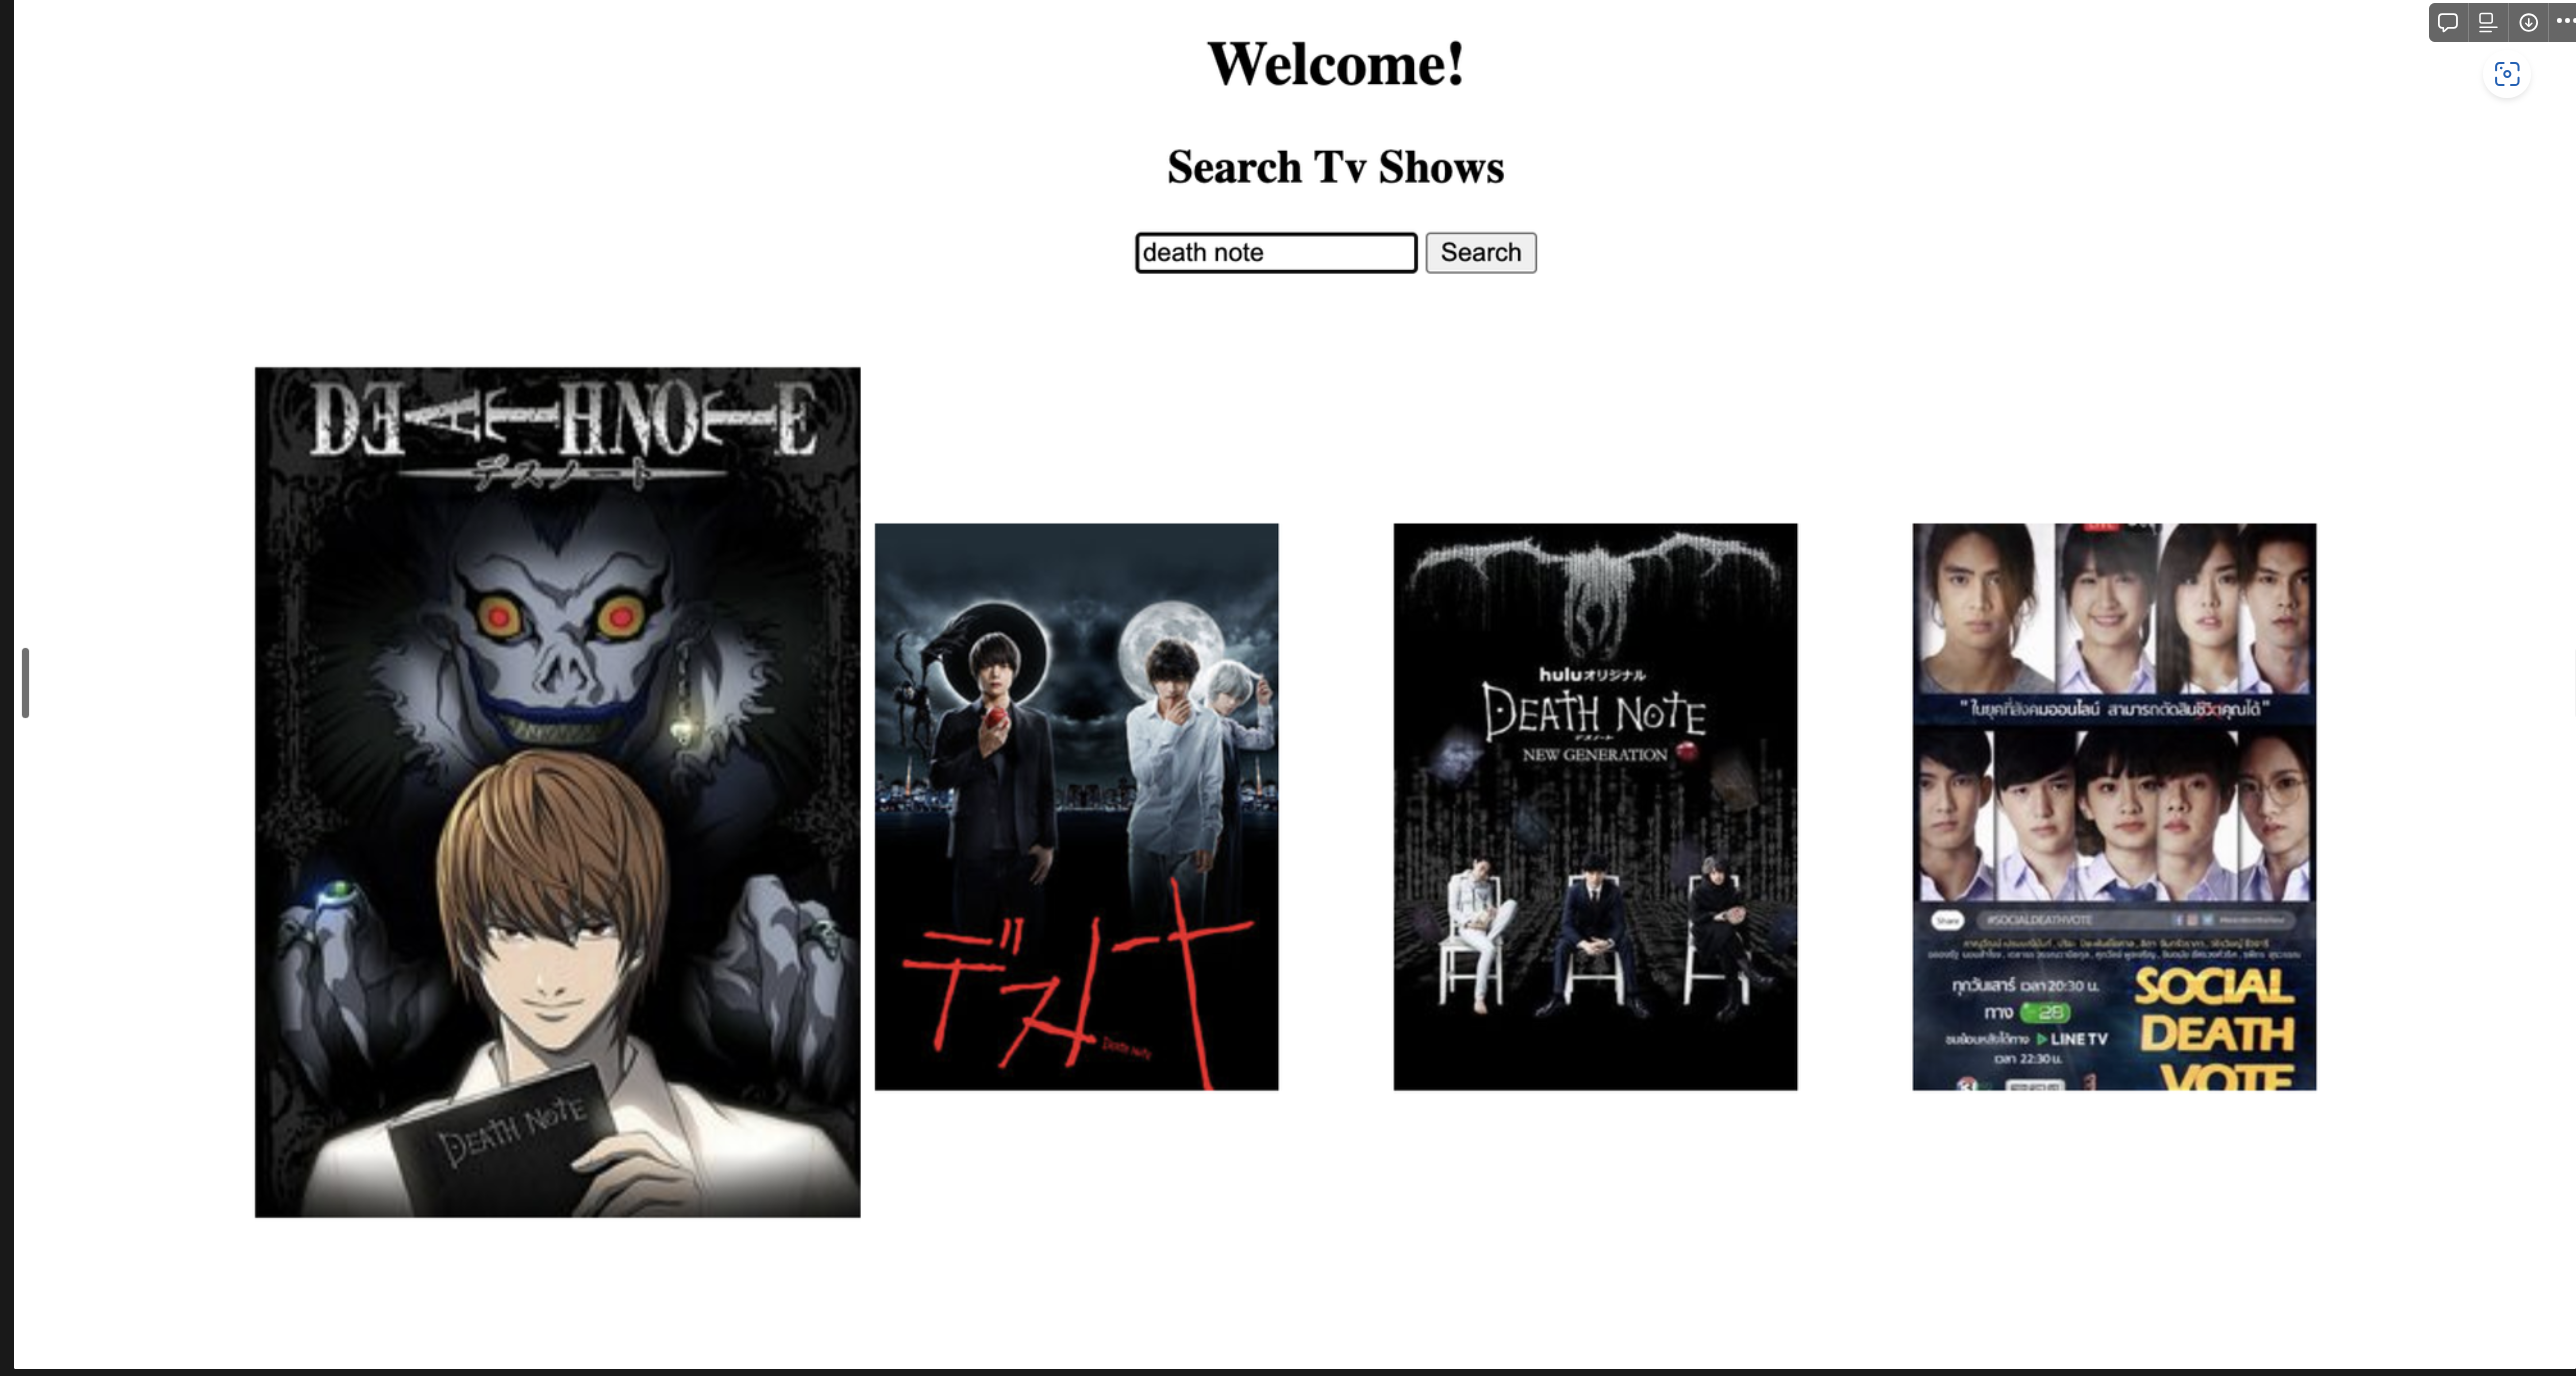 Welcome!
Search Tv Shows
death note
Search
DEATHNOTE
デスノート
DEATH NOTE
デスノート
Death Note
huluオリジナル
DEATH NOTE
デスノート
NEW GENERATION
LIVE
"ในยุคที่สังคมออนไลน์ สามารถตัดสินชีวิตคุณได้"
Share
#SOCIALDEATHVOTE
ทุกวันเสาร์ เวลา 20:30 น.
ทาง 28
ชมย้อนหลังได้ทาง LINE TV
เวลา 22:30 น.
SOCIAL
DEATH
VOTE